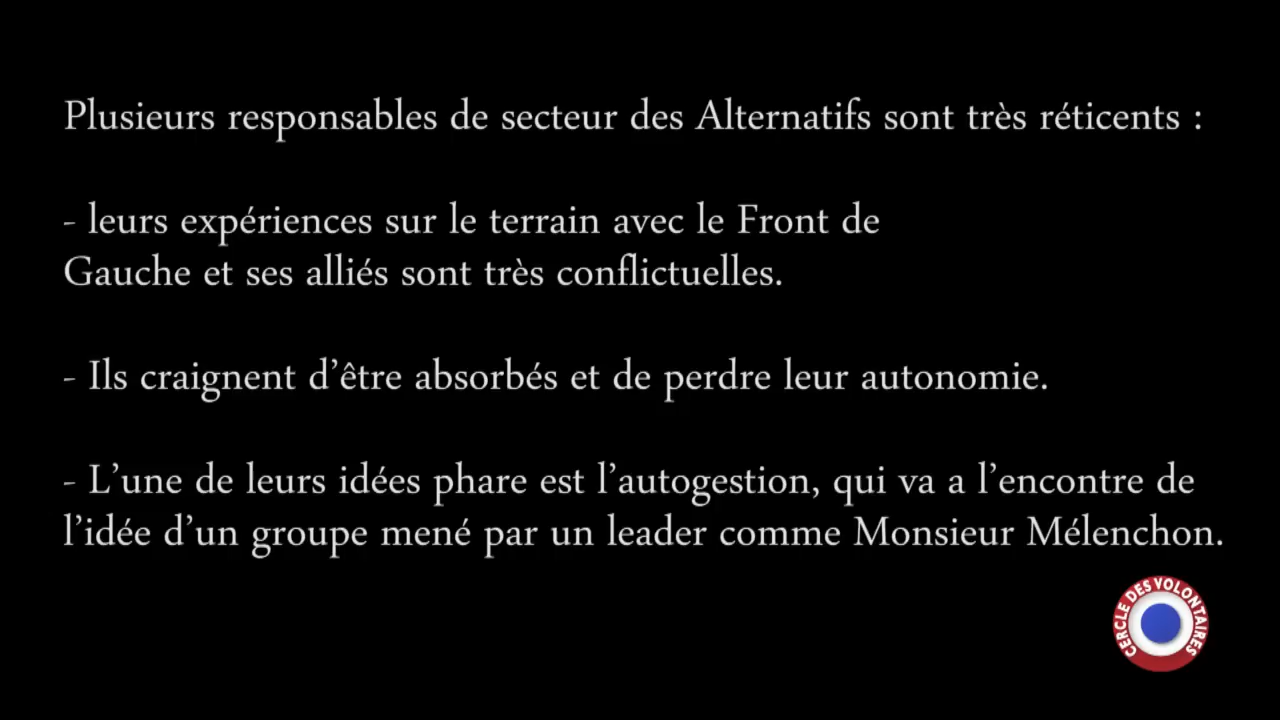 Plusieurs responsables de secteur des Alternatifs sont très réticents :
- leurs expériences sur le terrain avec le Front de
Gauche et ses alliés sont très conflictuelles.
- Ils craignent d’être absorbés et de perdre leur autonomie.
- L’une de leurs idées phare est l’autogestion, qui va a l’encontre de
l’idée d’un groupe mené par un leader comme Monsieur Mélenchon.
CERCLE DES VOLONTAIRES